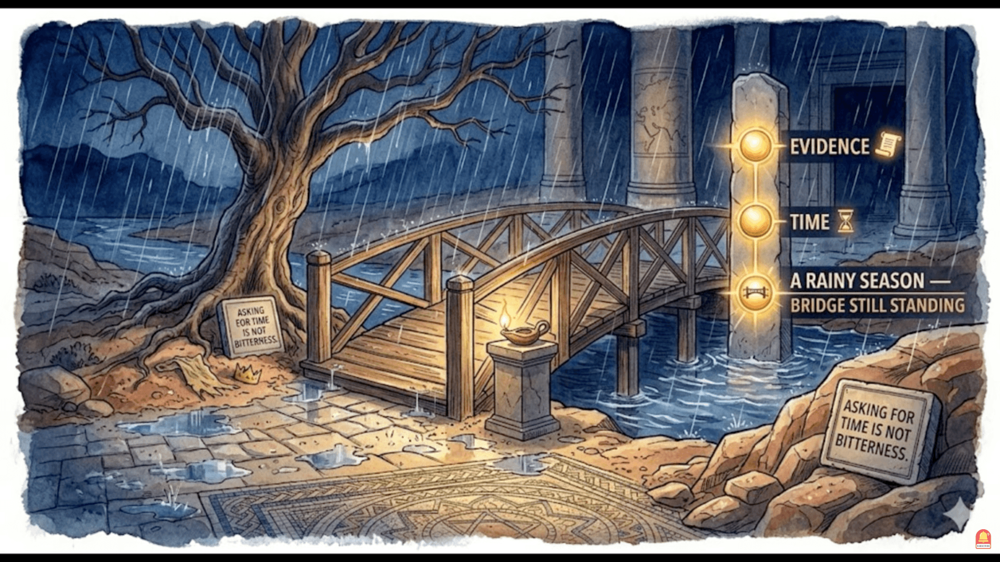 EVIDENCE
TIME
A RAINY SEASON —
BRIDGE STILL STANDING
ASKING
FOR TIME
IS NOT
BITTERNESS.
ASKING FOR
TIME IS NOT
BITTERNESS.
SUBSCRIBE